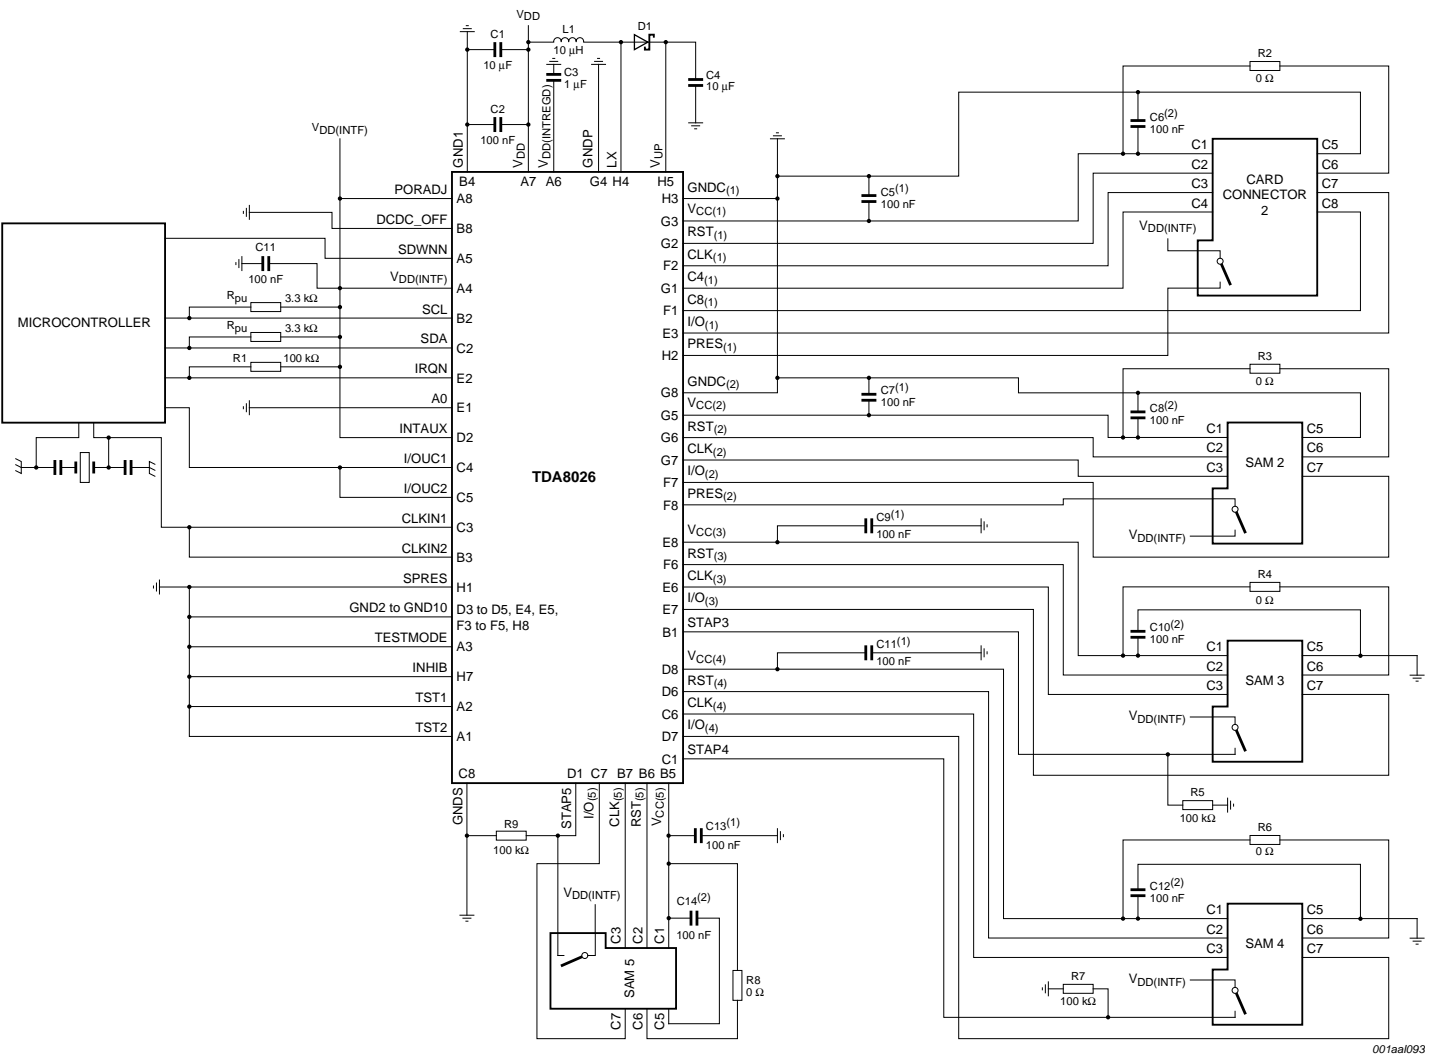 VDD
C1
10 µF
L1
10 µH
D1
C2
100 nF
C3
1 µF
C4
10 µF
GND1
VDD
VDD(INTREGD)
GNDP
LX
VUP
B4 A7 A6 G4 H4 H5
VDD(INTF)
MICROCONTROLLER
PORADJ A8
DCDC_OFF B8
SDWNN A5
C11
100 nF
VDD(INTF) A4
Rpu 3.3 kΩ
SCL B2
Rpu 3.3 kΩ
SDA C2
R1 100 kΩ
IRQN E2
A0 E1
INTAUX D2
I/OUC1 C4
I/OUC2 C5
CLKIN1 C3
CLKIN2 B3
SPRES H1
GND2 to GND10 D3 to D5, E4, E5,
F3 to F5, H8
TESTMODE A3
INHIB H7
TST1 A2
TST2 A1
TDA8026
H3 GNDC(1)
G3 VCC(1)
G2 RST(1)
F2 CLK(1)
G1 C4(1)
F1 C8(1)
E3 I/O(1)
H2 PRES(1)
G8 GNDC(2)
G5 VCC(2)
G6 RST(2)
G7 CLK(2)
F7 I/O(2)
F8 PRES(2)
E8 VCC(3)
F6 RST(3)
E6 CLK(3)
E7 I/O(3)
B1 STAP3
D8 VCC(4)
D6 RST(4)
C6 CLK(4)
D7 I/O(4)
C1 STAP4
C5(1)
100 nF
R2
0 Ω
C6(2)
100 nF
C1 C5
C2 C6
C3 C7
C4 C8
CARD
CONNECTOR
2
VDD(INTF)
C7(1)
100 nF
R3
0 Ω
C8(2)
100 nF
C1 C5
C2 C6
C3 C7
SAM 2
VDD(INTF)
C9(1)
100 nF
R4
0 Ω
C10(2)
100 nF
C1 C5
C2 C6
C3 C7
SAM 3
VDD(INTF)
C11(1)
100 nF
R5
100 kΩ
R6
0 Ω
C12(2)
100 nF
C1 C5
C2 C6
C3 C7
SAM 4
VDD(INTF)
R7
100 kΩ
C8 D1 C7 B7 B6 B5
GNDS
STAP5
I/O(5)
CLK(5)
RST(5)
VCC(5)
R9
100 kΩ
C13(1)
100 nF
VDD(INTF)
C14(2)
100 nF
C3 C2 C1
SAM 5
C7 C6 C5
R8
0 Ω
001aal093